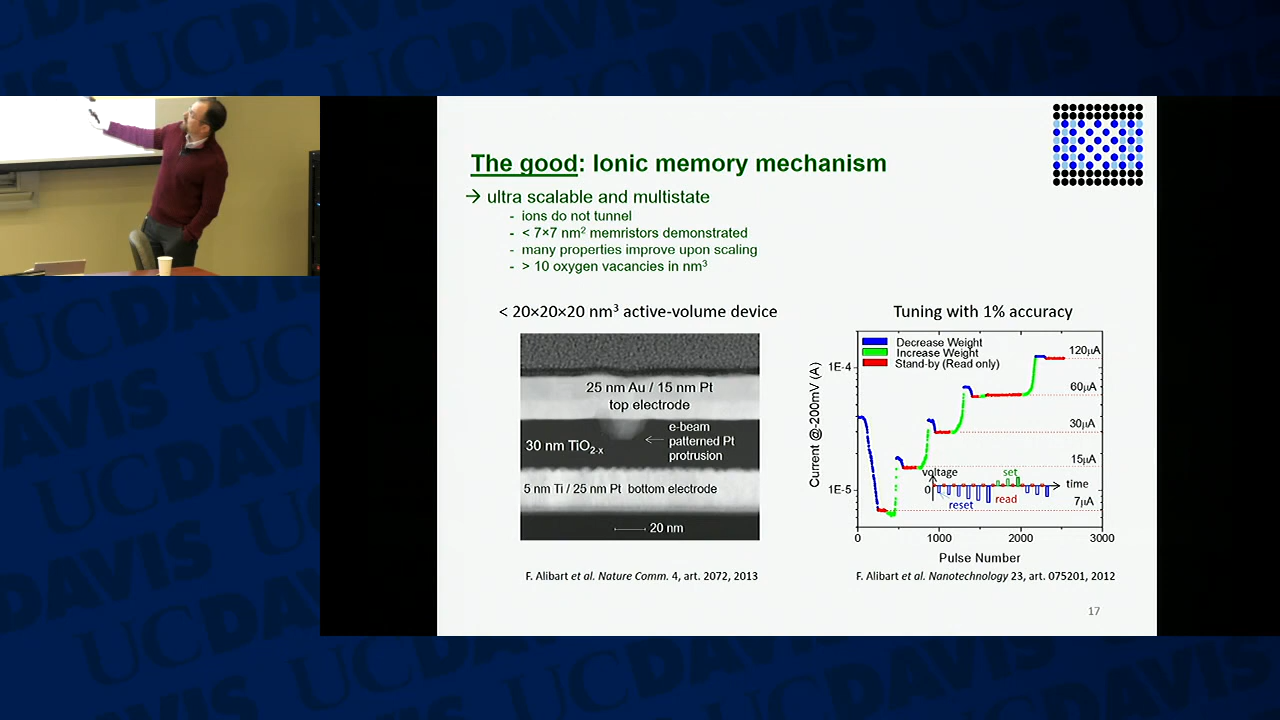 UC DAVIS
The good: Ionic memory mechanism
→ ultra scalable and multistate
- ions do not tunnel
- < 7×7 nm² memristors demonstrated
- many properties improve upon scaling
- > 10 oxygen vacancies in nm³
< 20×20×20 nm³ active-volume device
25 nm Au / 15 nm Pt
top electrode
e-beam
patterned Pt
protrusion
30 nm TiO₂₋ₓ
5 nm Ti / 25 nm Pt bottom electrode
20 nm
F. Alibart et al. Nature Comm. 4, art. 2072, 2013
Tuning with 1% accuracy
Decrease Weight
Increase Weight
Stand-by (Read only)
Current @-200mV (A)
1E-4
1E-5
120μA
60μA
30μA
15μA
7μA
voltage
set
0
time
reset
read
0 1000 2000 3000
Pulse Number
F. Alibart et al. Nanotechnology 23, art. 075201, 2012
17